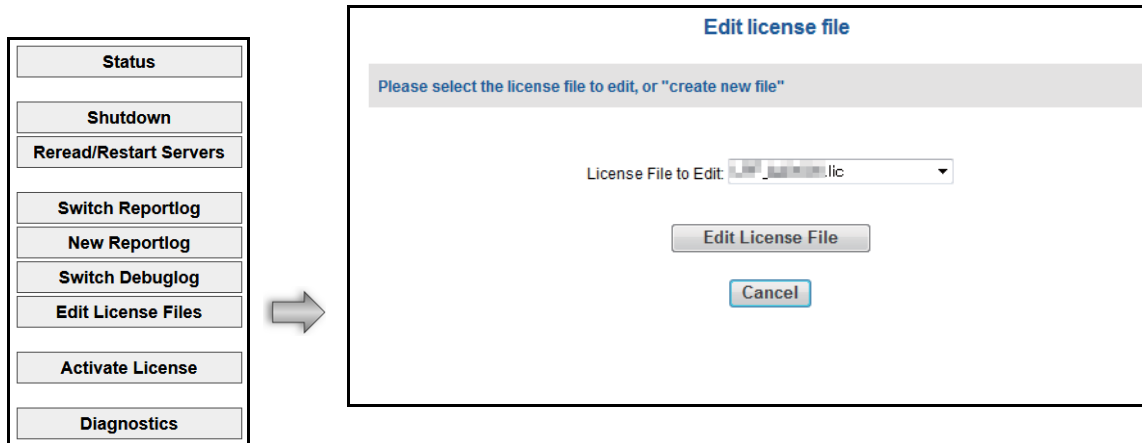 Status
Shutdown
Reread/Restart Servers
Switch Reportlog
New Reportlog
Switch Debuglog
Edit License Files
Activate License
Diagnostics
Edit license file
Please select the license file to edit, or "create new file"
License File to Edit: .lic
Edit License File
Cancel